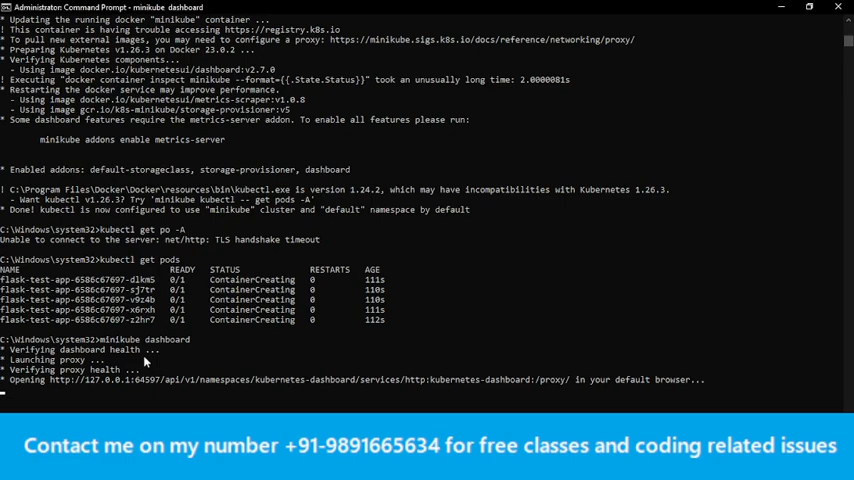 Administrator: Command Prompt - minikube dashboard
* Updating the running docker "minikube" container ...
! This container is having trouble accessing https://registry.k8s.io
* To pull new external images, you may need to configure a proxy: https://minikube.sigs.k8s.io/docs/reference/networking/proxy/
* Preparing Kubernetes v1.26.3 on Docker 23.0.2 ...
* Verifying Kubernetes components...
- Using image docker.io/kubernetesui/dashboard:v2.7.0
! Executing "docker container inspect minikube --format={{.State.Status}}" took an unusually long time: 2.0000081s
* Restarting the docker service may improve performance.
- Using image docker.io/kubernetesui/metrics-scraper:v1.0.8
- Using image gcr.io/k8s-minikube/storage-provisioner:v5
* Some dashboard features require the metrics-server addon. To enable all features please run:
minikube addons enable metrics-server
* Enabled addons: default-storageclass, storage-provisioner, dashboard
! C:\Program Files\Docker\Docker\resources\bin\kubectl.exe is version 1.24.2, which may have incompatibilities with Kubernetes 1.26.3.
- Want kubectl v1.26.3? Try 'minikube kubectl -- get pods -A'
* Done! kubectl is now configured to use "minikube" cluster and "default" namespace by default
C:\Windows\system32>kubectl get po -A
Unable to connect to the server: net/http: TLS handshake timeout
C:\Windows\system32>kubectl get pods
NAME READY STATUS RESTARTS AGE
flask-test-app-6586c67697-dlkm5 0/1 ContainerCreating 0 111s
flask-test-app-6586c67697-sj7tr 0/1 ContainerCreating 0 110s
flask-test-app-6586c67697-v9z4b 0/1 ContainerCreating 0 110s
flask-test-app-6586c67697-x6rxh 0/1 ContainerCreating 0 111s
flask-test-app-6586c67697-z2hr7 0/1 ContainerCreating 0 112s
C:\Windows\system32>minikube dashboard
* Verifying dashboard health ...
* Launching proxy ...
* Verifying proxy health ...
* Opening http://127.0.0.1:64597/api/v1/namespaces/kubernetes-dashboard/services/http:kubernetes-dashboard:/proxy/ in your default browser...
Contact me on my number +91-9891665634 for free classes and coding related issues